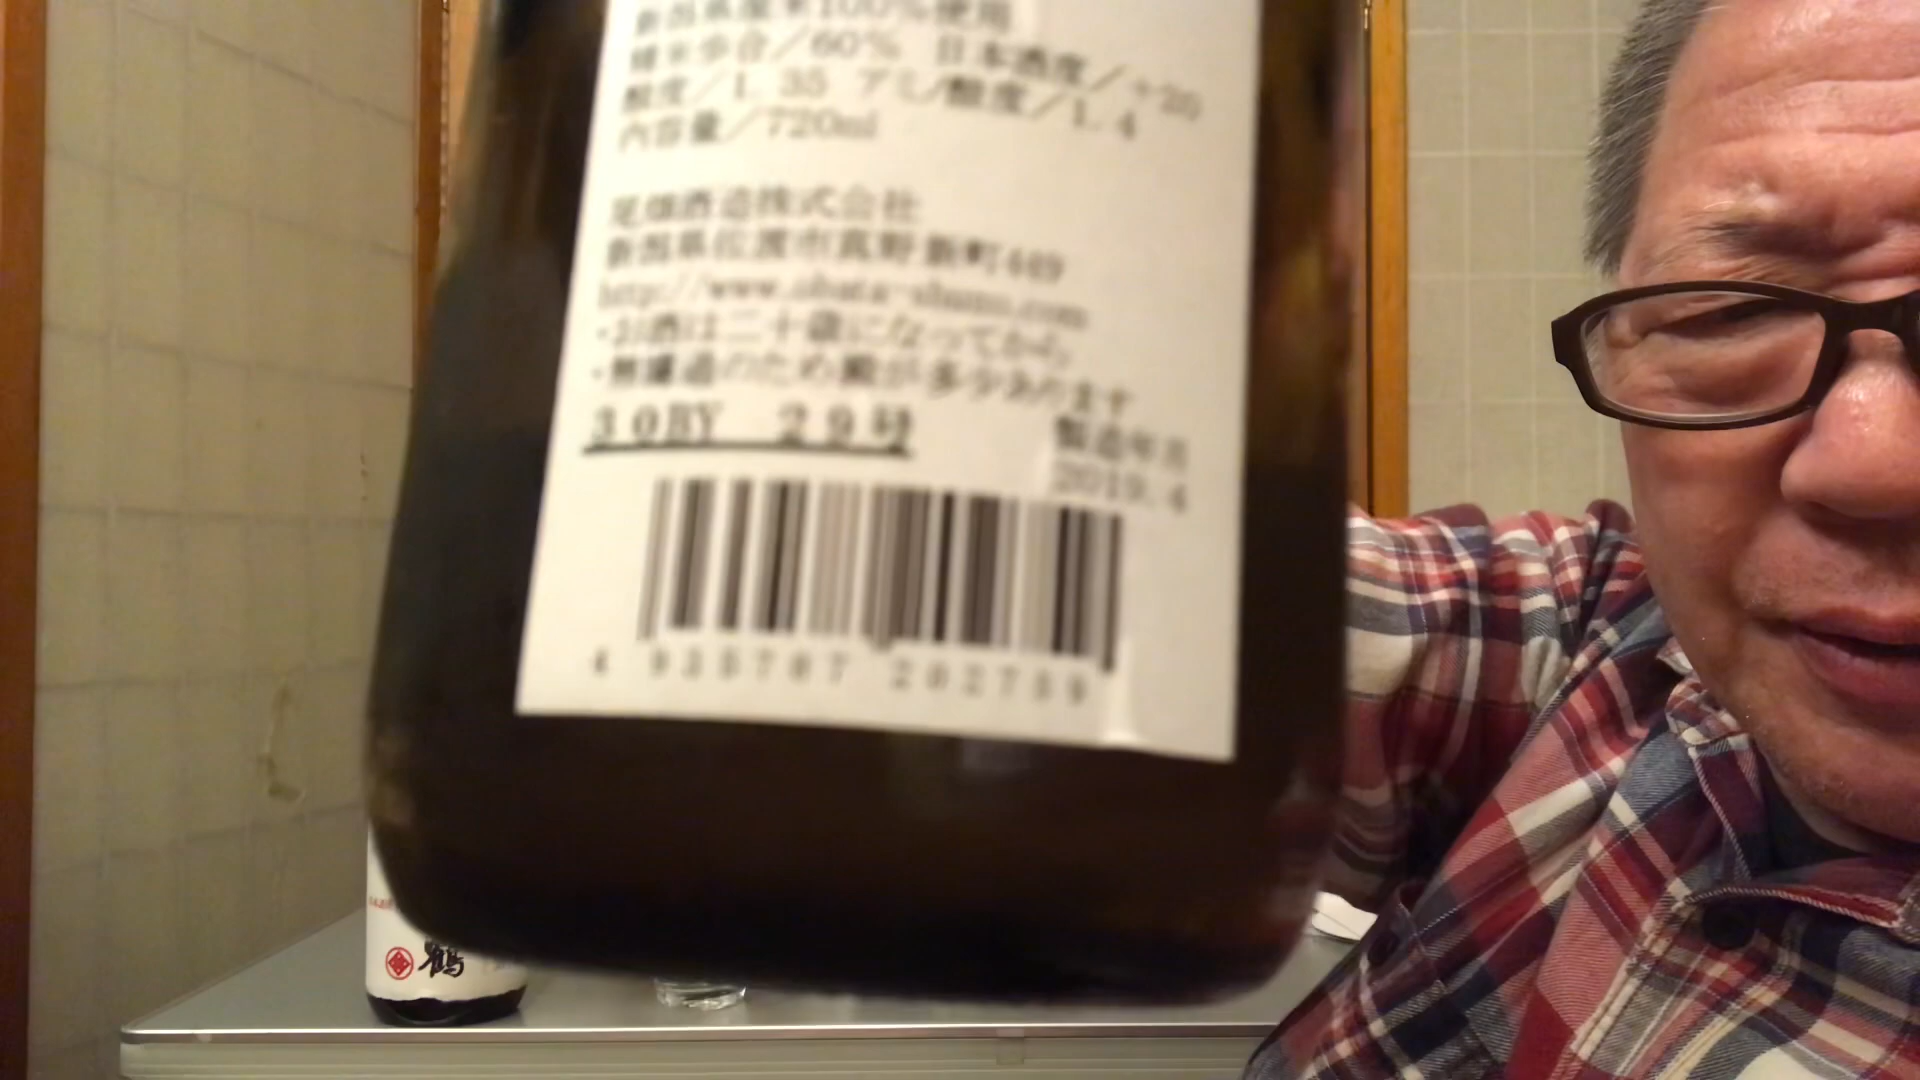 新潟県産米100%使用
精米歩合/60% 日本酒度/+20
酸度/1.35 アミノ酸度/1.4
内容量/720ml
尾畑酒造株式会社
新潟県佐渡市真野新町449
http://www.obata-shuzo.com
・お酒は二十歳になってから。
・無濾過のため澱が多少あります
30BY 29号
製造年月
2019.4
4 935767 202759
鶴